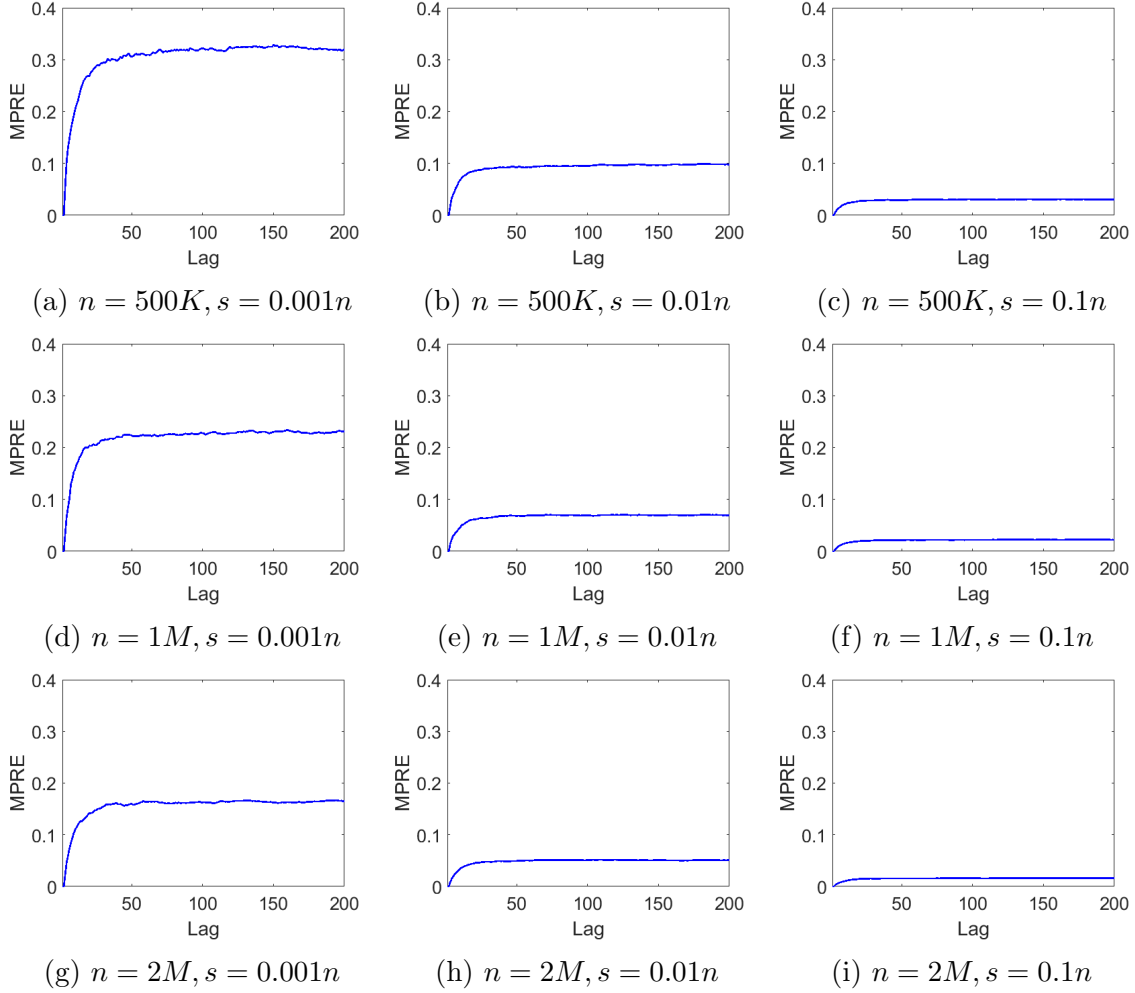 0.4 0.4 0.4
0.3 0.3 0.3
MPRE MPRE MPRE
0.2 0.2 0.2
0.1 0.1 0.1
0 0 0
50 100 150 200 50 100 150 200 50 100 150 200
Lag Lag Lag
(a) n = 500K, s = 0.001n (b) n = 500K, s = 0.01n (c) n = 500K, s = 0.1n
0.4 0.4 0.4
0.3 0.3 0.3
MPRE MPRE MPRE
0.2 0.2 0.2
0.1 0.1 0.1
0 0 0
50 100 150 200 50 100 150 200 50 100 150 200
Lag Lag Lag
(d) n = 1M, s = 0.001n (e) n = 1M, s = 0.01n (f) n = 1M, s = 0.1n
0.4 0.4 0.4
0.3 0.3 0.3
MPRE MPRE MPRE
0.2 0.2 0.2
0.1 0.1 0.1
0 0 0
50 100 150 200 50 100 150 200 50 100 150 200
Lag Lag Lag
(g) n = 2M, s = 0.001n (h) n = 2M, s = 0.01n (i) n = 2M, s = 0.1n